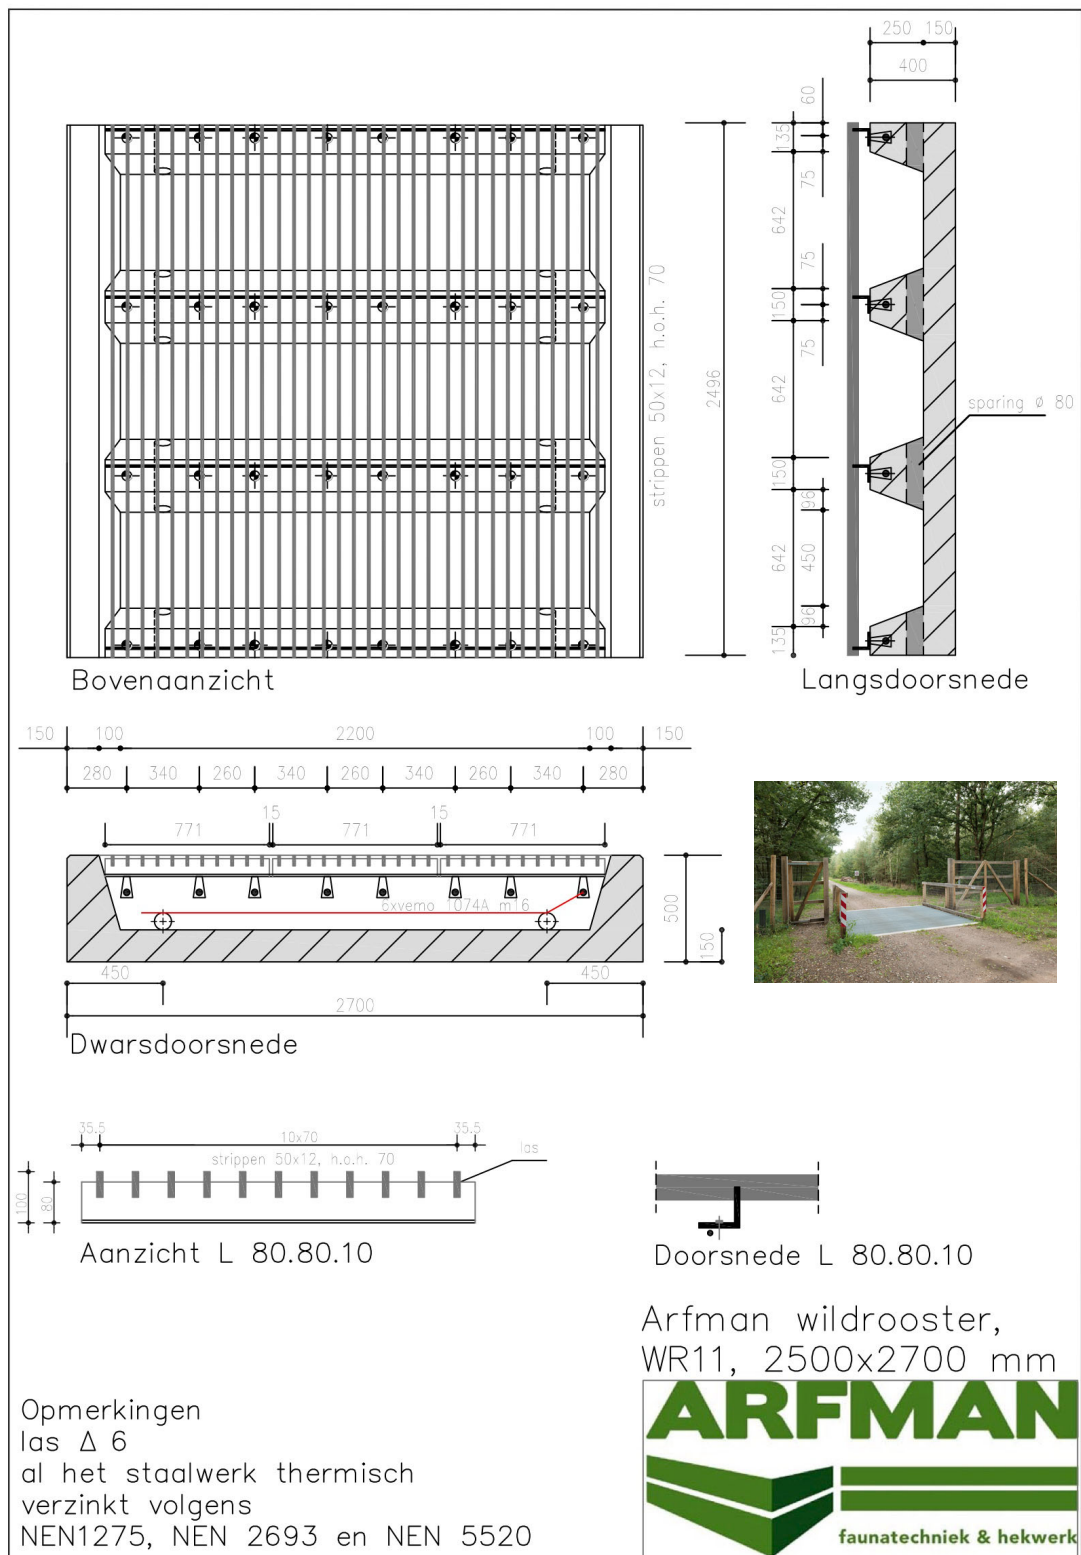 250 150
400
60
135
75
642
75
150
75
642
150
96
642
450
96
135
2496
strippen 50x12, h.o.h. 70
sparing ø 80
Bovenaanzicht
Langsdoorsnede
150 100 2200 100 150
280 340 260 340 260 340 260 340 280
15 15
771 771 771
6xvemo 1074A m16
500
150
450 450
2700
Dwarsdoorsnede
35.5 10x70 35.5
strippen 50x12, h.o.h. 70
las
100
80
Aanzicht L 80.80.10
Doorsnede L 80.80.10
Arfman wildrooster,
WR11, 2500x2700 mm
Opmerkingen
las Δ 6
al het staalwerk thermisch
verzinkt volgens
NEN1275, NEN 2693 en NEN 5520
ARFMAN
faunatechniek & hekwerk